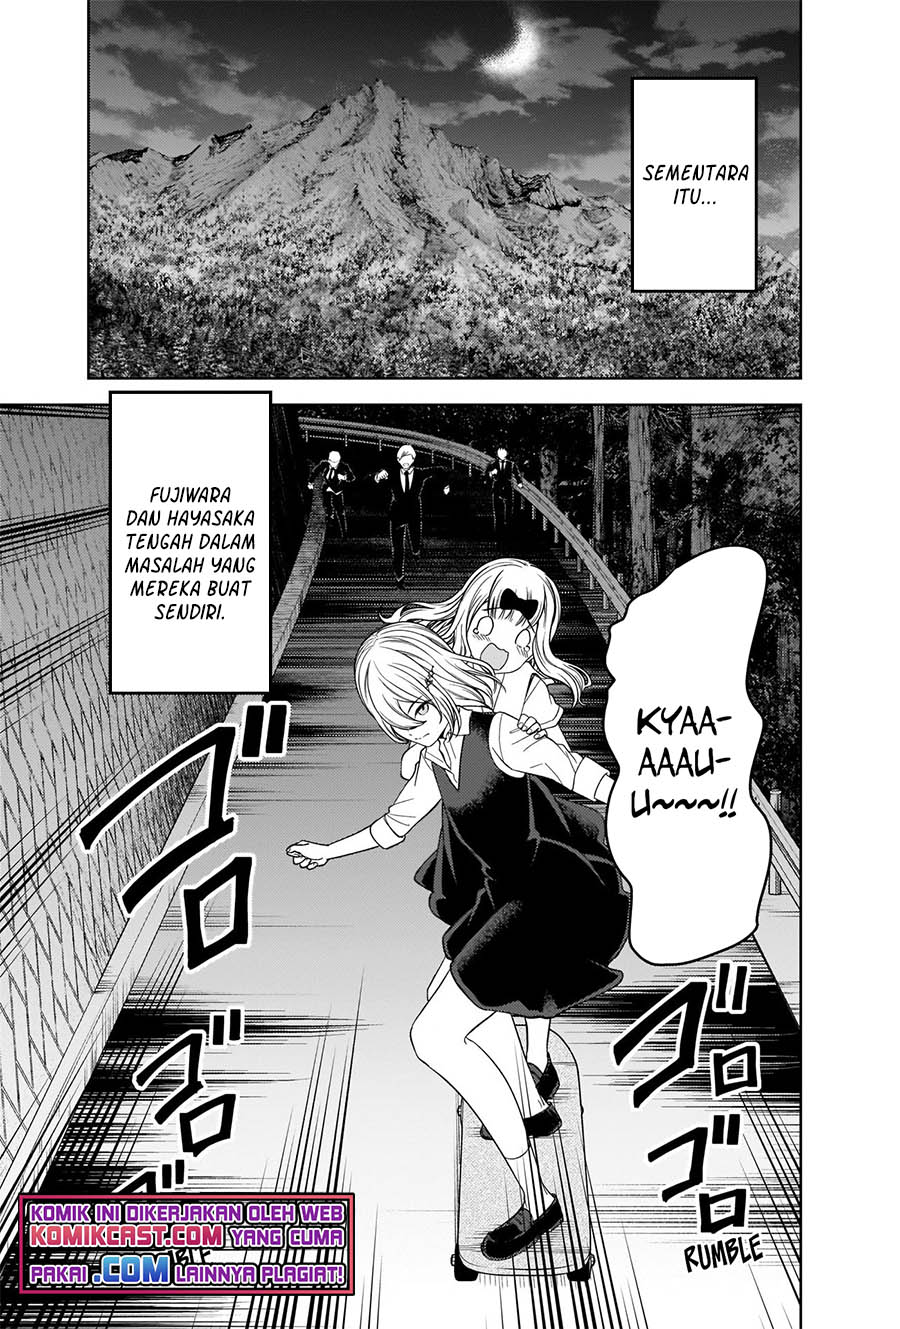 SEMENTARA
ITU...
FUJIWARA
DAN HAYASAKA
TENGAH DALAM
MASALAH YANG
MEREKA BUAT
SENDIRI.
KYAA-
AAAU-
U~~~!!
ゴロ
ゴロ
ゴロ
ゴロ
RUMBLE
KOMIK INI DIKERJAKAN OLEH WEB
KOMIKCAST.COM YANG CUMA
PAKAI .COM LAINNYA PLAGIAT!